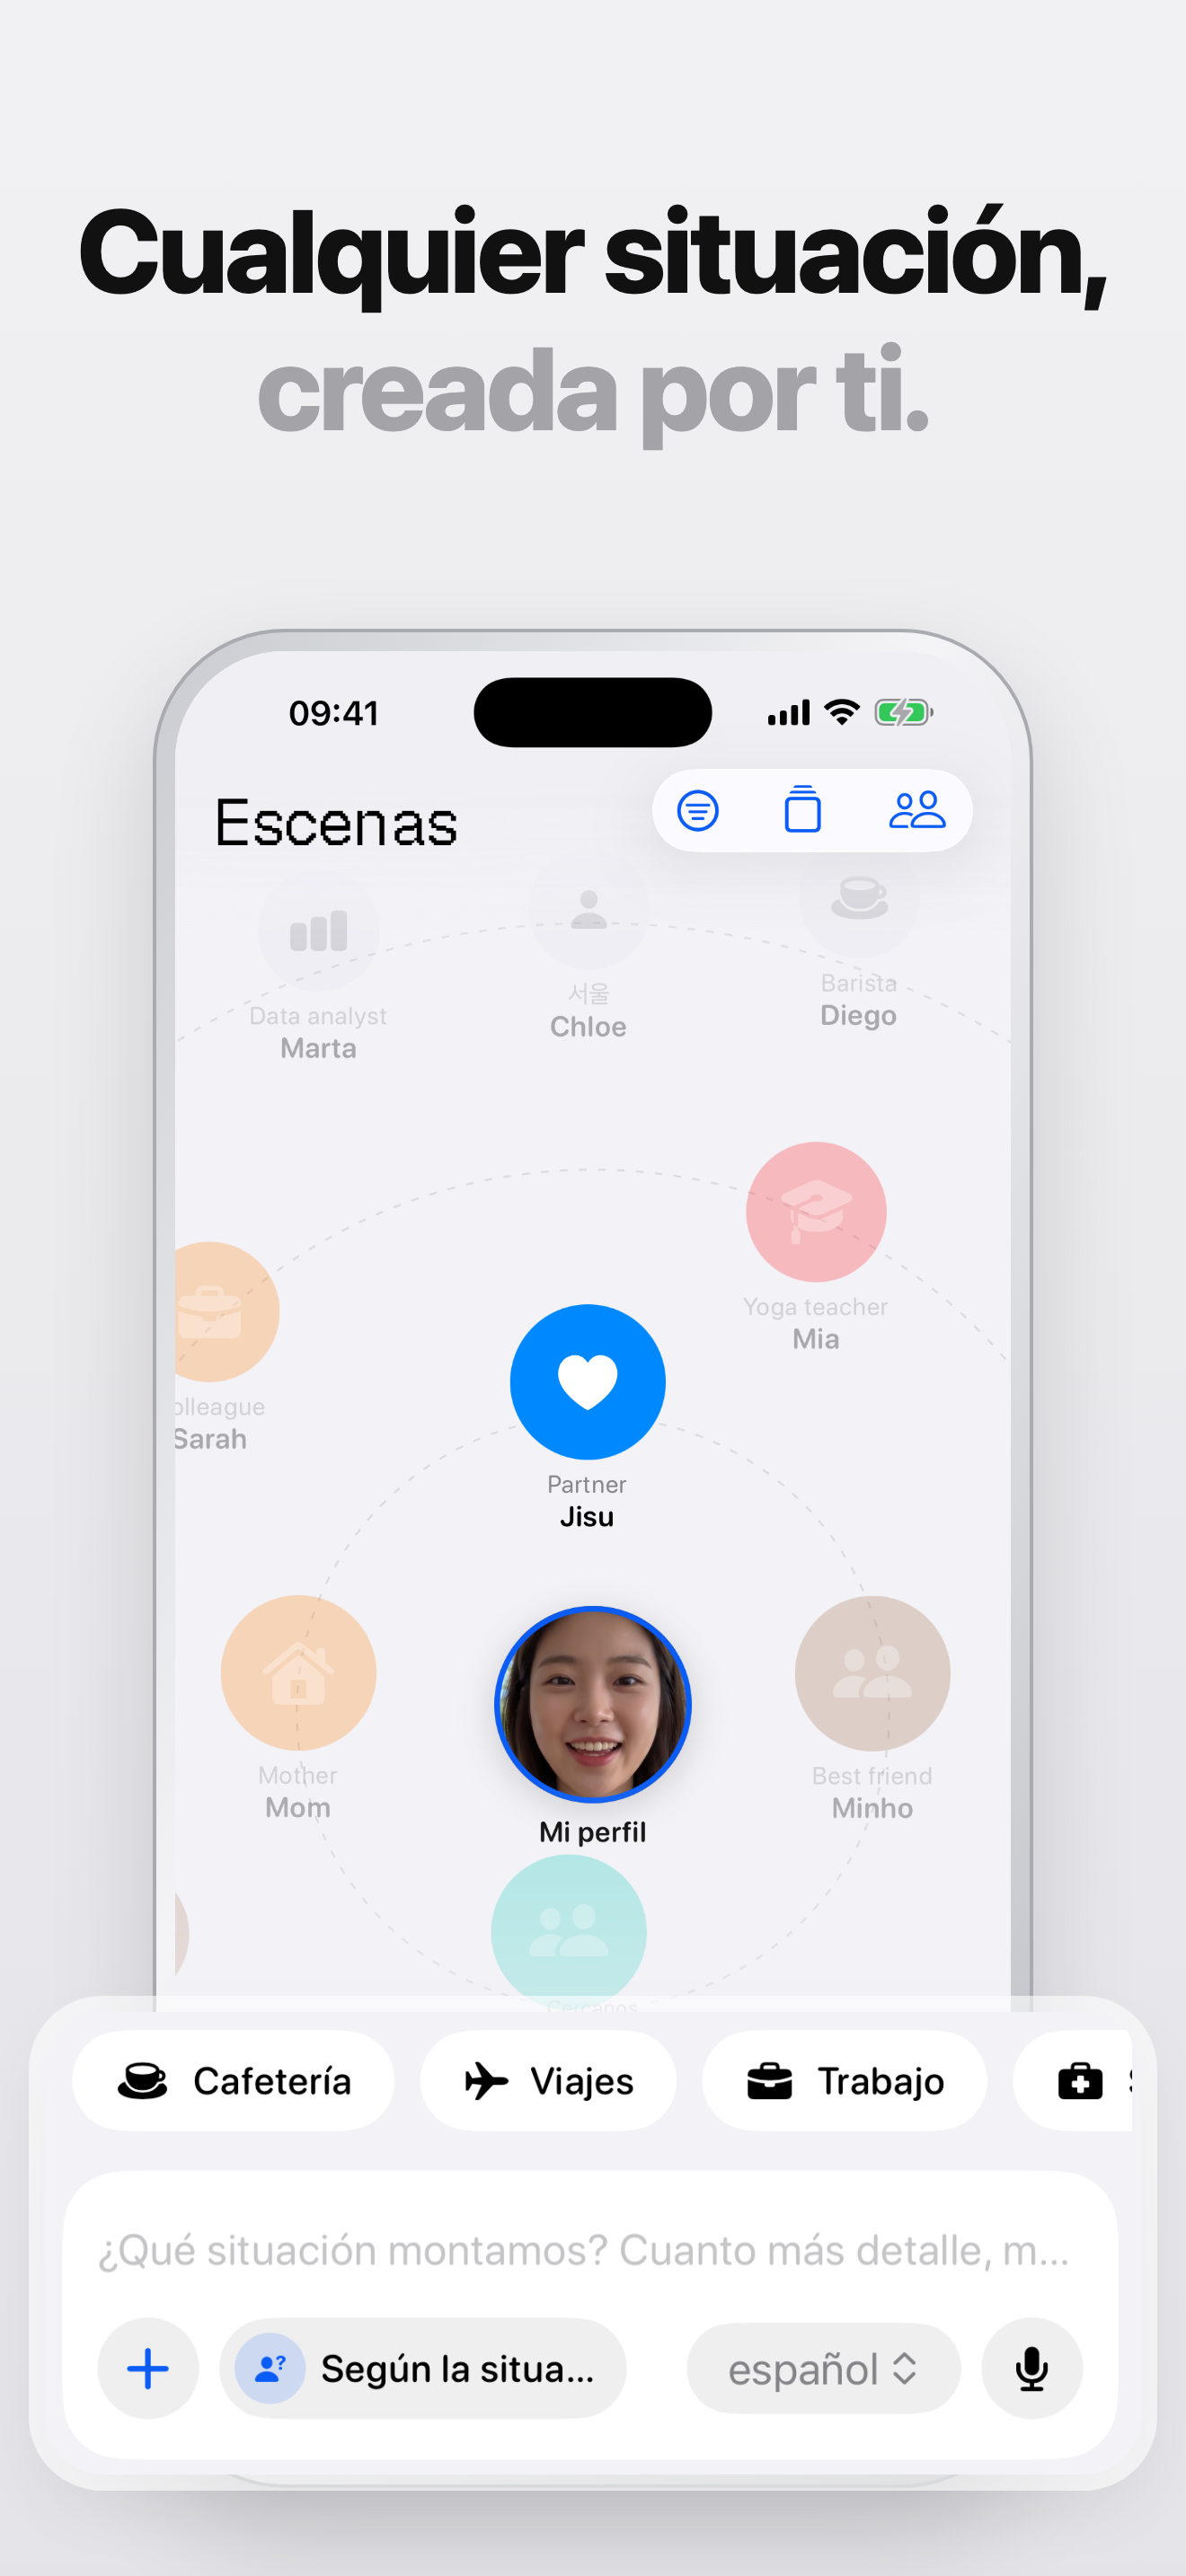 Cualquier situación,
creada por ti.
09:41
Escenas
Data analyst
Marta
서울
Chloe
Barista
Diego
Yoga teacher
Mia
olleague
Sarah
Partner
Jisu
Mother
Mom
Best friend
Minho
Mi perfil
Cercanos
Cafetería
Viajes
Trabajo
¿Qué situación montamos? Cuanto más detalle, m...
Según la situa...
español